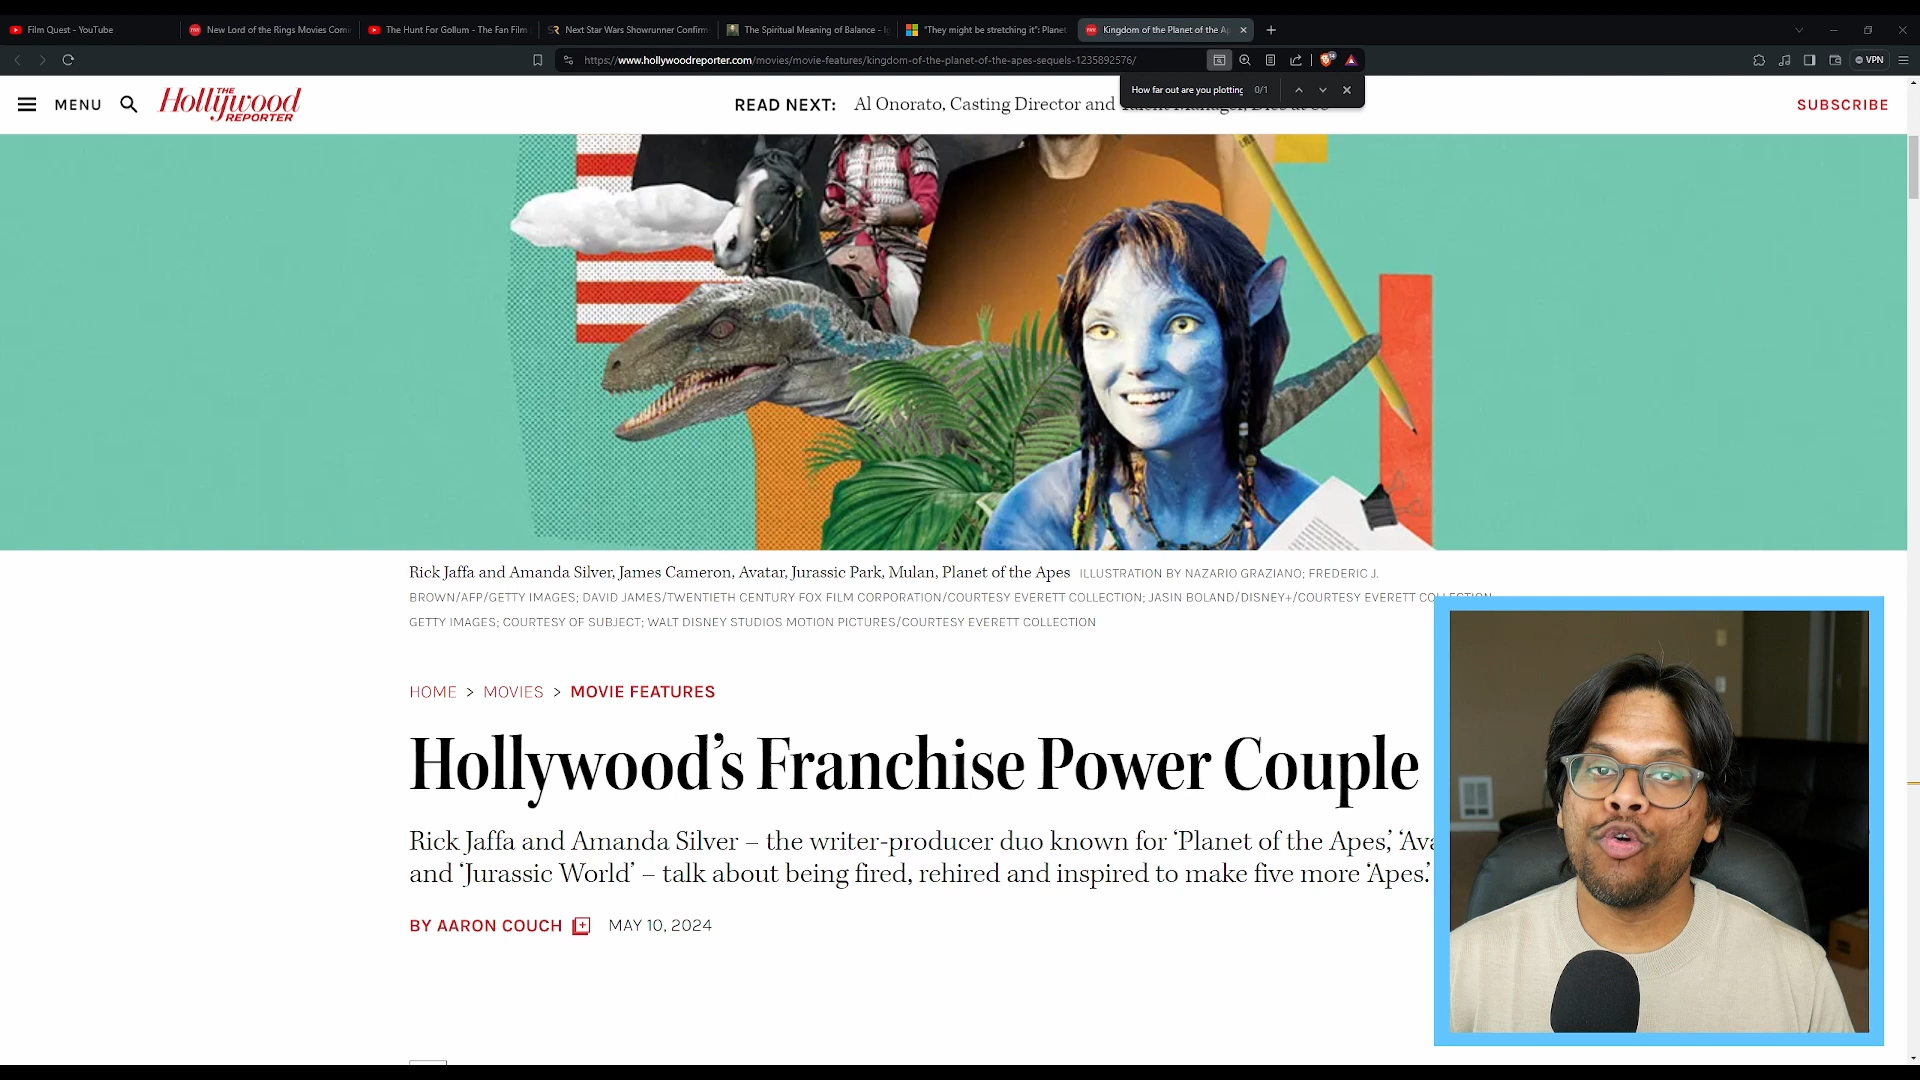 Film Quest - YouTube
New Lord of the Rings Movies Comi
The Hunt For Gollum - The Fan Film
Next Star Wars Showrunner Confirm
The Spiritual Meaning of Balance -
"They might be stretching it": Planet
Kingdom of the Planet of the Ap
https://www.hollywoodreporter.com/movies/movie-features/kingdom-of-the-planet-of-the-apes-sequels-1235892576/
VPN
How far out are you plotting
0/1
MENU
THE
Hollywood
REPORTER
READ NEXT: Al Onorato, Casting Director and Talent Manager, Dies at 88
SUBSCRIBE
Rick Jaffa and Amanda Silver, James Cameron, Avatar, Jurassic Park, Mulan, Planet of the Apes ILLUSTRATION BY NAZARIO GRAZIANO; FREDERIC J.
BROWN/AFP/GETTY IMAGES; DAVID JAMES/TWENTIETH CENTURY FOX FILM CORPORATION/COURTESY EVERETT COLLECTION; JASIN BOLAND/DISNEY+/COURTESY EVERETT COLLECTION
GETTY IMAGES; COURTESY OF SUBJECT; WALT DISNEY STUDIOS MOTION PICTURES/COURTESY EVERETT COLLECTION
HOME > MOVIES > MOVIE FEATURES
Hollywood's Franchise Power Couple
Rick Jaffa and Amanda Silver – the writer-producer duo known for 'Planet of the Apes,' 'Ava
and 'Jurassic World' – talk about being fired, rehired and inspired to make five more 'Apes.'
BY AARON COUCH
MAY 10, 2024